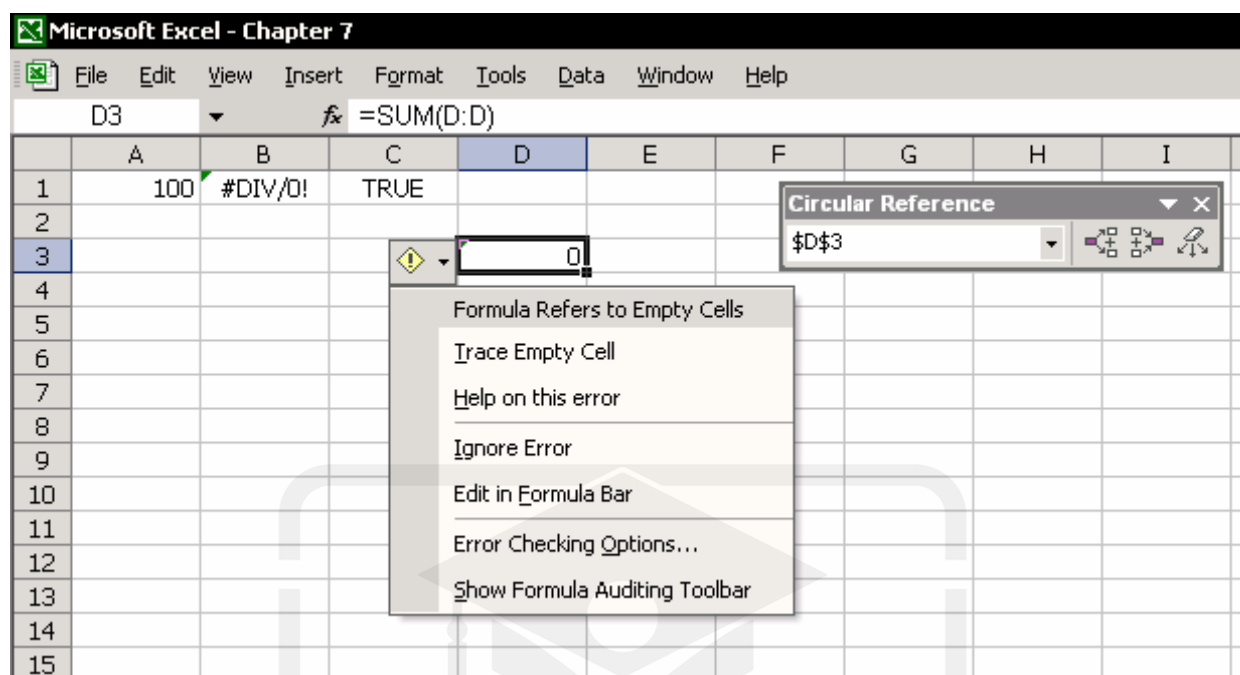 Microsoft Excel - Chapter 7
File Edit View Insert Format Tools Data Window Help
D3 fx =SUM(D:D)
A B C D E F G H I
1 100 #DIV/0! TRUE
Circular Reference
2
$D$3
3 0
4
Formula Refers to Empty Cells
5
6 Trace Empty Cell
7 Help on this error
8
9 Ignore Error
10 Edit in Formula Bar
11
12 Error Checking Options...
13 Show Formula Auditing Toolbar
14
15